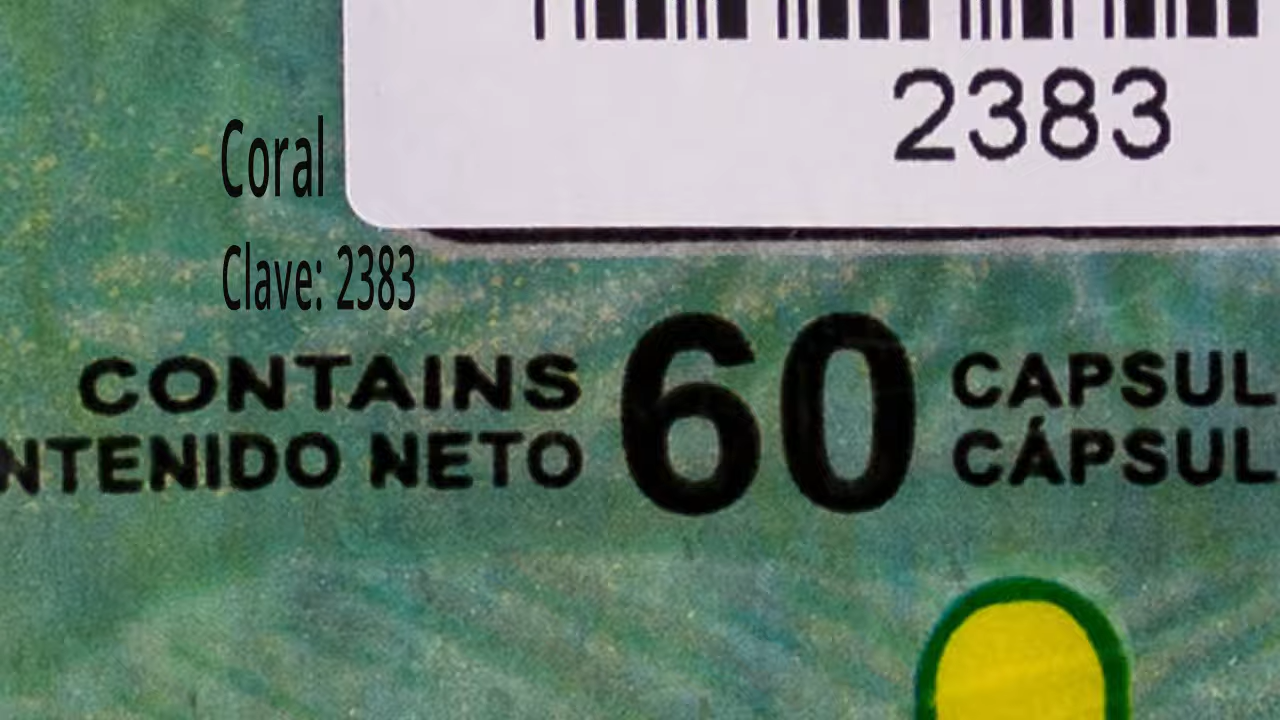 2383
Coral
Clave: 2383
CONTAINS 60 CAPSUL
NTENIDO NETO CÁPSUL